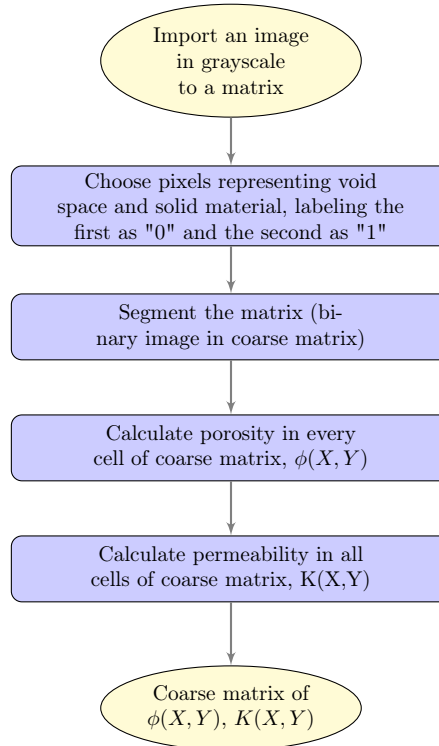 Import an image
in grayscale
to a matrix
Choose pixels representing void
space and solid material, labeling the
first as "0" and the second as "1"
Segment the matrix (bi-
nary image in coarse matrix)
Calculate porosity in every
cell of coarse matrix, ϕ(X, Y)
Calculate permeability in all
cells of coarse matrix, K(X,Y)
Coarse matrix of
ϕ(X, Y), K(X, Y)